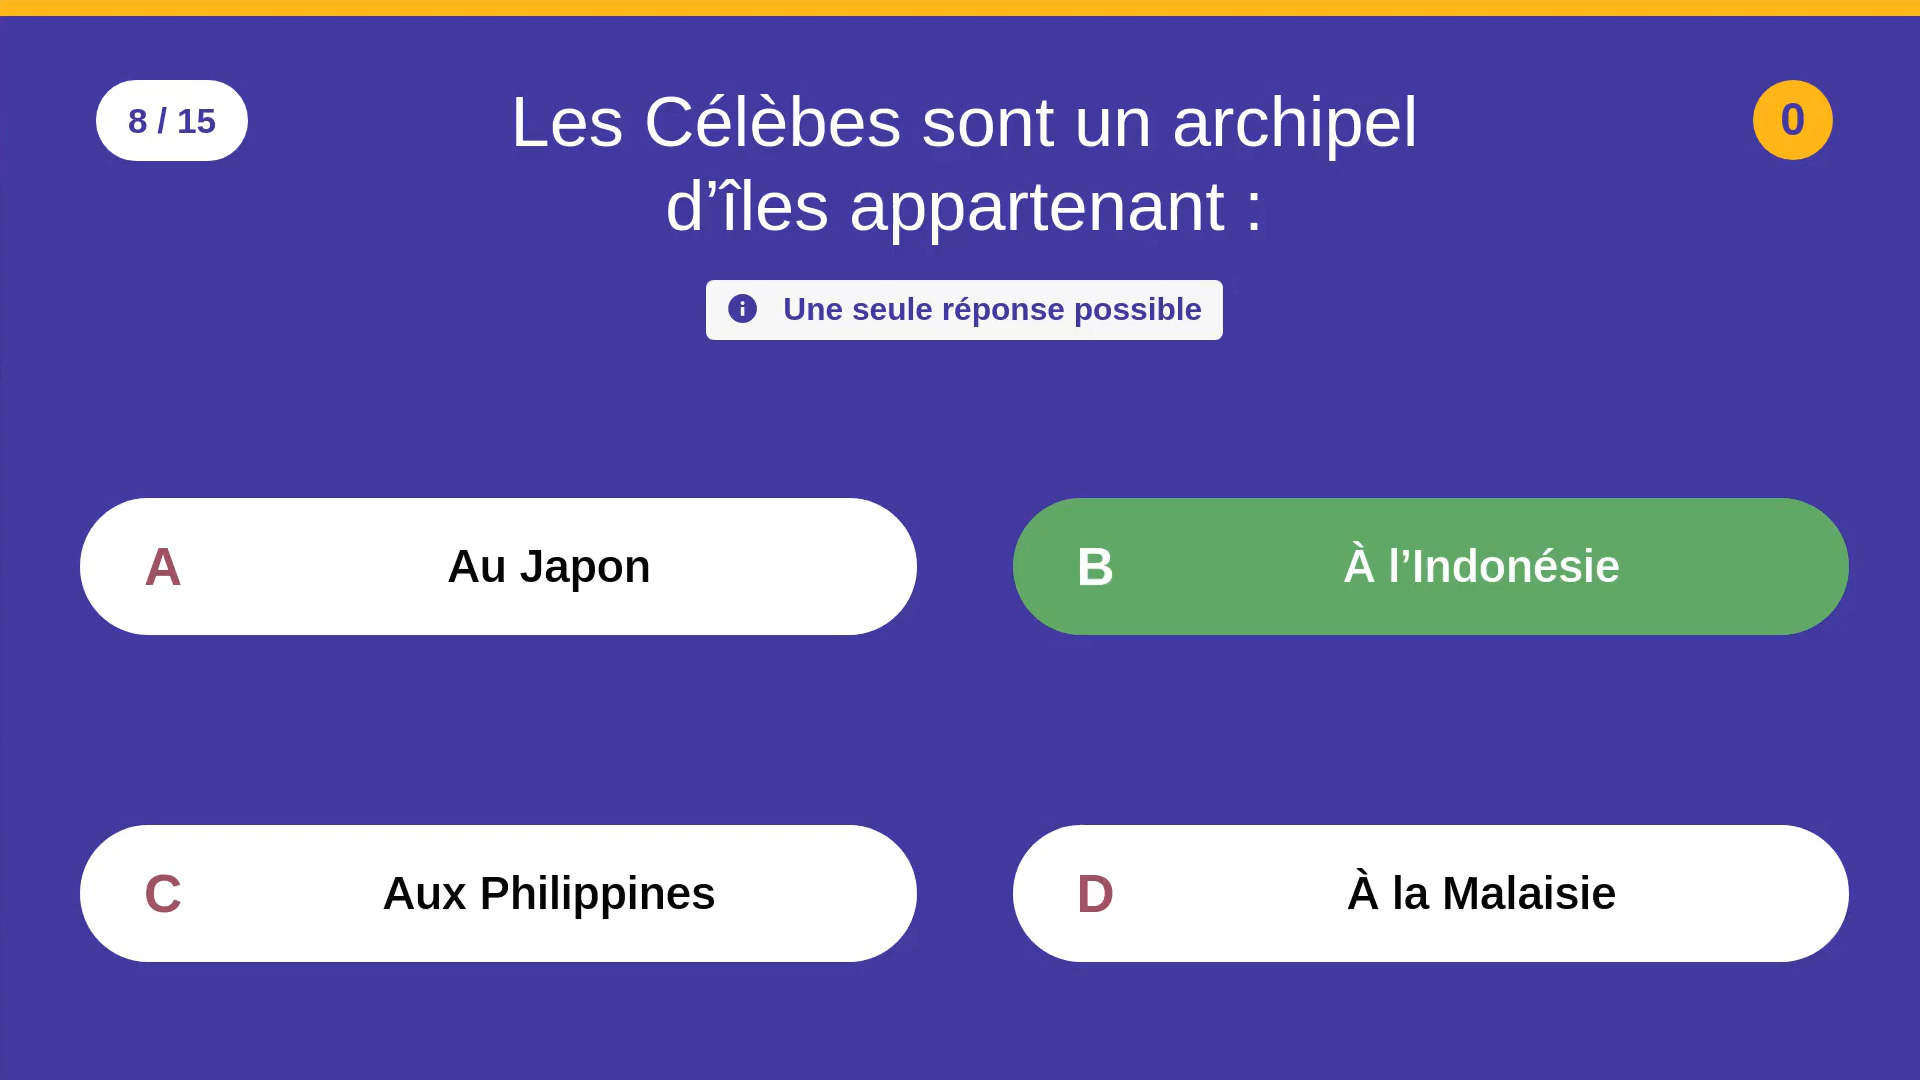 8 / 15
Les Célèbes sont un archipel
d’îles appartenant :
0
Une seule réponse possible
A
Au Japon
B
À l’Indonésie
C
Aux Philippines
D
À la Malaisie